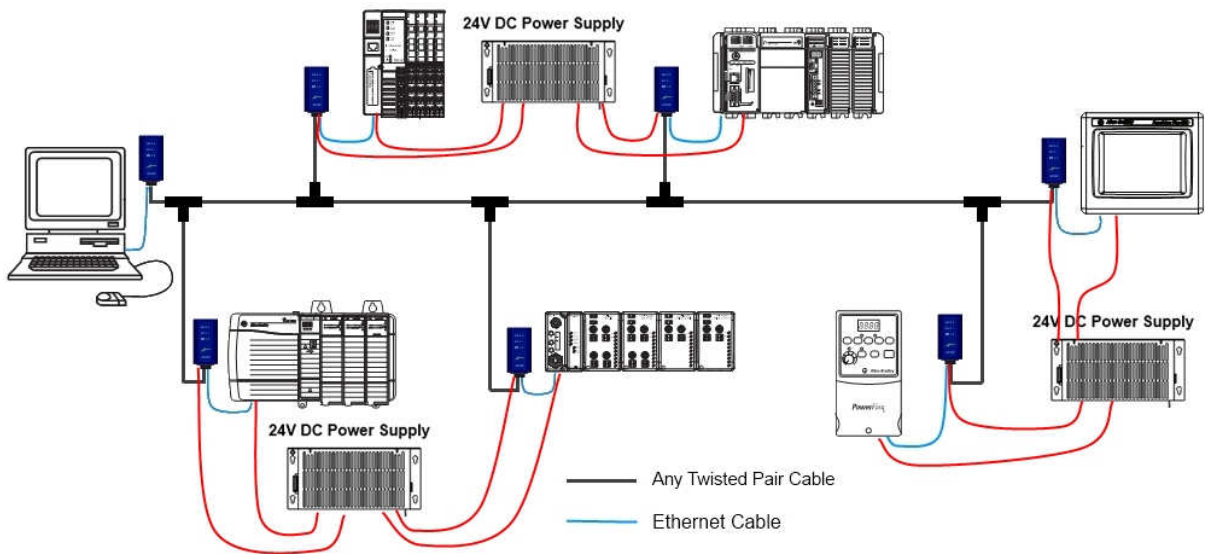 24V DC Power Supply
24V DC Power Supply
PowerFlex
24V DC Power Supply
Any Twisted Pair Cable
Ethernet Cable